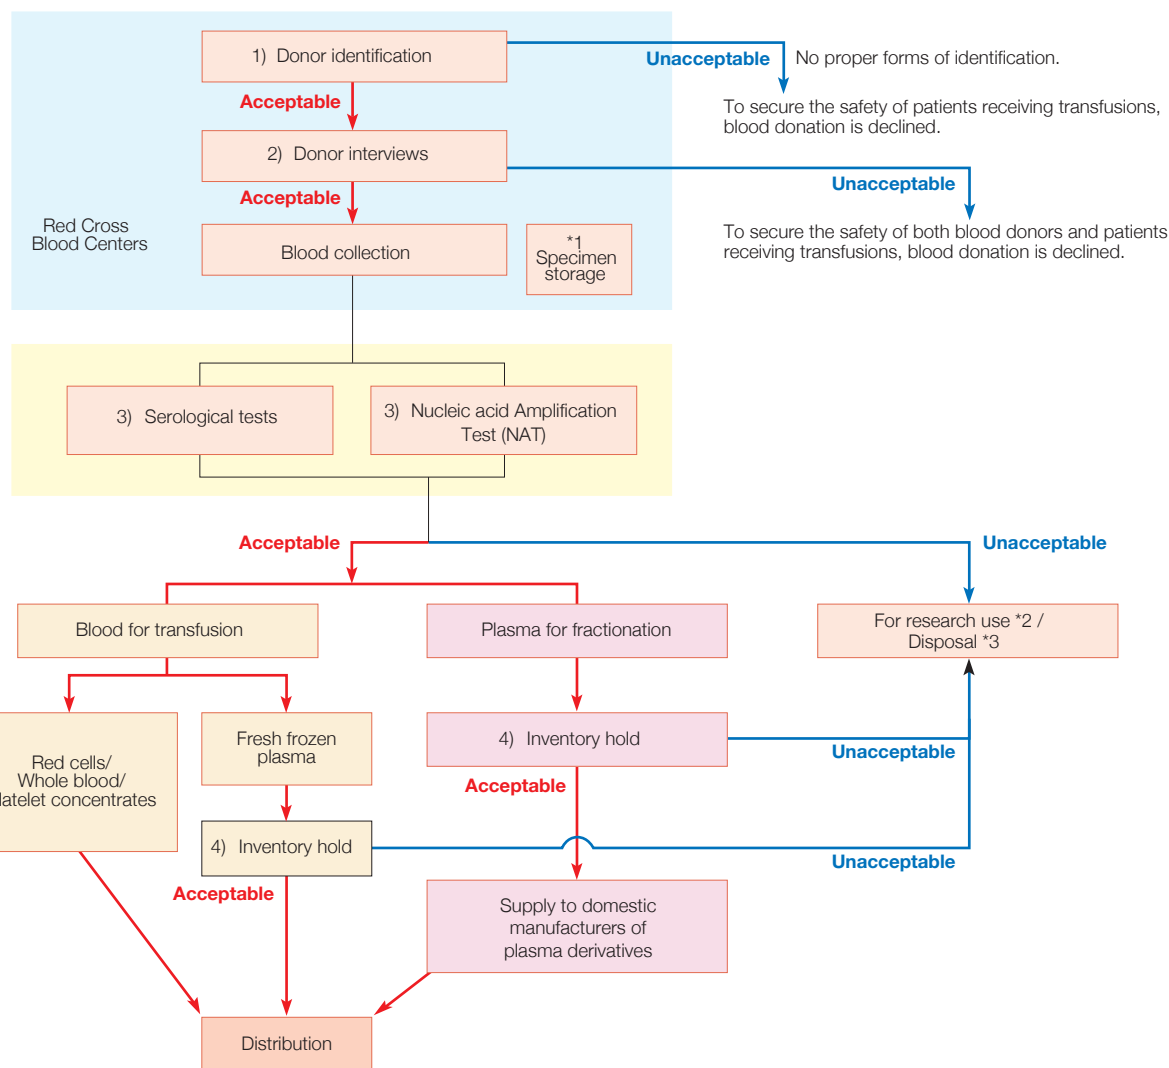 1) Donor identification
Unacceptable
No proper forms of identification.
Acceptable
To secure the safety of patients receiving transfusions,
blood donation is declined.
2) Donor interviews
Unacceptable
Acceptable
Red Cross
Blood Centers
Blood collection
*1
Specimen
storage
To secure the safety of both blood donors and patients
receiving transfusions, blood donation is declined.
3) Serological tests
3) Nucleic acid Amplification
Test (NAT)
Acceptable
Unacceptable
Blood for transfusion
Plasma for fractionation
For research use *2 /
Disposal *3
Red cells/
Whole blood/
latelet concentrates
Fresh frozen
plasma
4) Inventory hold
Unacceptable
Acceptable
4) Inventory hold
Unacceptable
Acceptable
Supply to domestic
manufacturers of
plasma derivatives
Distribution